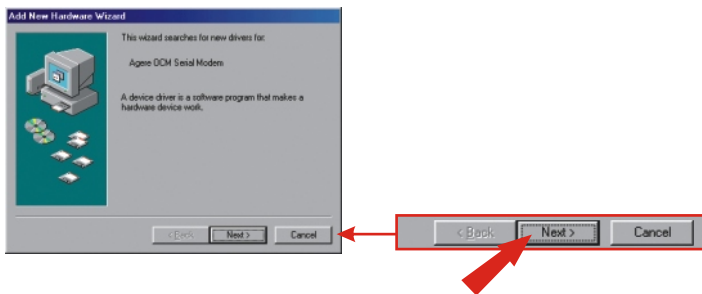 Add New Hardware Wizard
This wizard searches for new drivers for:
Agere OCM Serial Modem
A device driver is a software program that makes a
hardware device work.
< Back Next > Cancel
< Back Next > Cancel